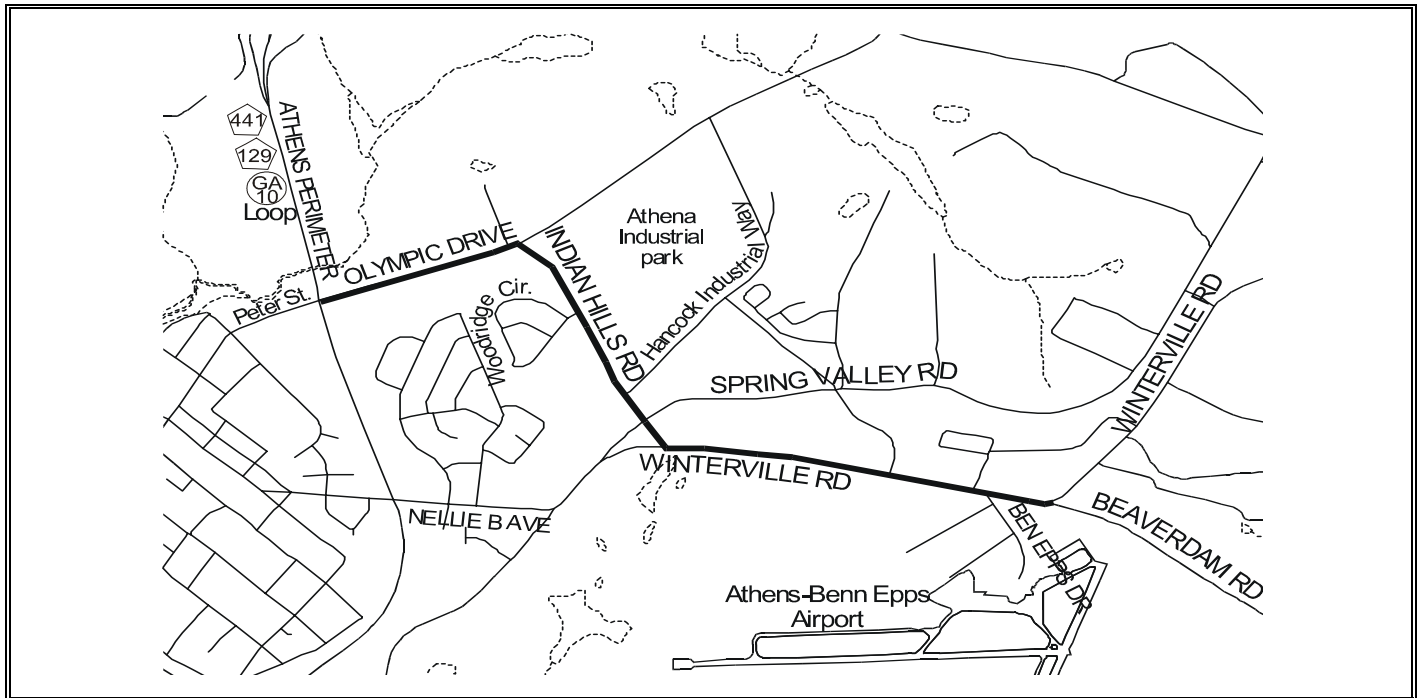 441
129
GA
10
Loop
ATHENS PERIMETER
OLYMPIC DRIVE
Peter St.
Woodridge Cir.
INDIAN HILLS RD
Athena
Industrial
park
Hancock Industrial Way
SPRING VALLEY RD
WINTERVILLE RD
WINTERVILLE RD
NELLIE B AVE
BEN EPPS DR
BEAVERDAM RD
Athens-Benn Epps
Airport